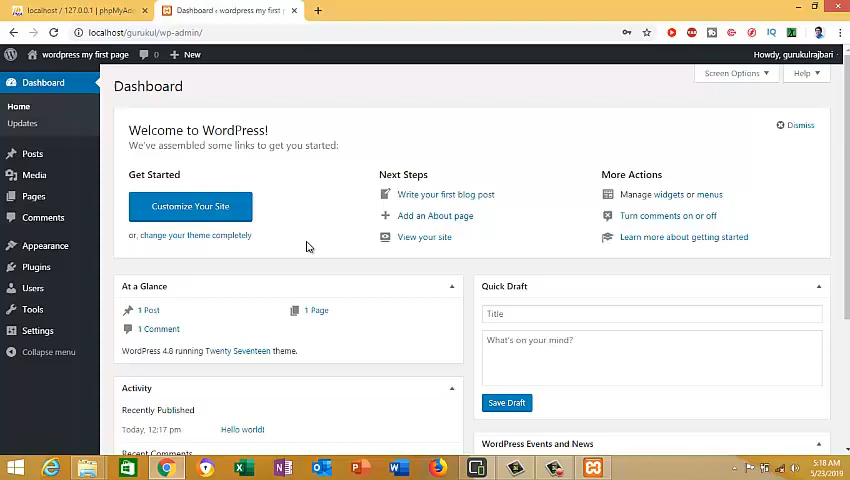 localhost / 127.0.0.1 | phpMyAd
Dashboard ‹ wordpress my first p
localhost/gurukul/wp-admin/
wordpress my first page
0
+ New
Howdy, gurukulrajbari
Dashboard
Home
Updates
Posts
Media
Pages
Comments
Appearance
Plugins
Users
Tools
Settings
Collapse menu
Screen Options
Help
Dashboard
Welcome to WordPress!
We've assembled some links to get you started:
Dismiss
Get Started
Customize Your Site
or, change your theme completely
Next Steps
Write your first blog post
Add an About page
View your site
More Actions
Manage widgets or menus
Turn comments on or off
Learn more about getting started
At a Glance
1 Post
1 Page
1 Comment
WordPress 4.8 running Twenty Seventeen theme.
Activity
Recently Published
Today, 12:17 pm
Hello world!
Recent Comments
Quick Draft
Title
What's on your mind?
Save Draft
WordPress Events and News
5:18 AM
5/23/2019